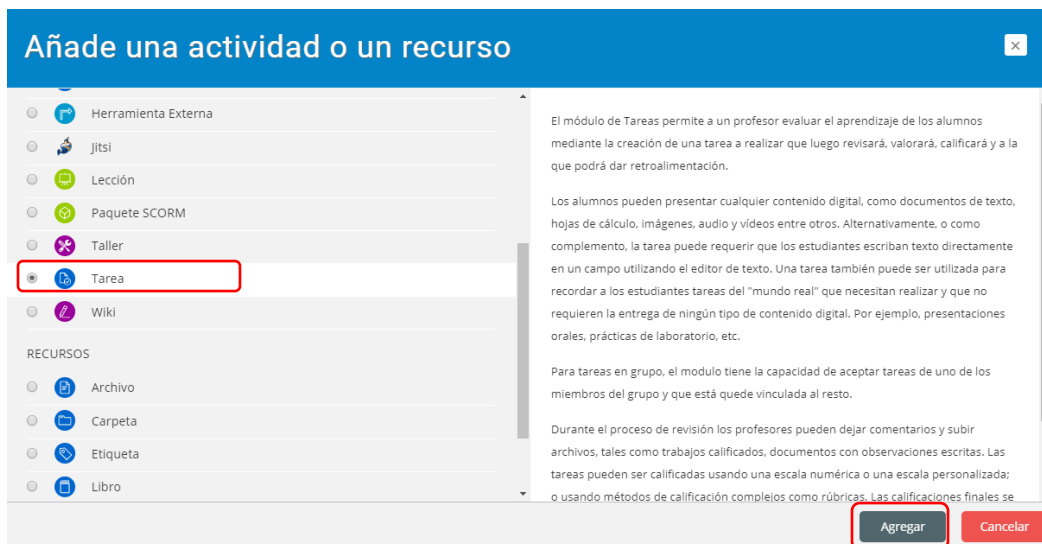 Añade una actividad o un recurso
×
Herramienta Externa
Jitsi
Lección
Paquete SCORM
Taller
Tarea
Wiki
RECURSOS
Archivo
Carpeta
Etiqueta
Libro
El módulo de Tareas permite a un profesor evaluar el aprendizaje de los alumnos
mediante la creación de una tarea a realizar que luego revisará, valorará, calificará y a la
que podrá dar retroalimentación.
Los alumnos pueden presentar cualquier contenido digital, como documentos de texto,
hojas de cálculo, imágenes, audio y vídeos entre otros. Alternativamente, o como
complemento, la tarea puede requerir que los estudiantes escriban texto directamente
en un campo utilizando el editor de texto. Una tarea también puede ser utilizada para
recordar a los estudiantes tareas del "mundo real" que necesitan realizar y que no
requieren la entrega de ningún tipo de contenido digital. Por ejemplo, presentaciones
orales, prácticas de laboratorio, etc.
Para tareas en grupo, el modulo tiene la capacidad de aceptar tareas de uno de los
miembros del grupo y que está quede vinculada al resto.
Durante el proceso de revisión los profesores pueden dejar comentarios y subir
archivos, tales como trabajos calificados, documentos con observaciones escritas. Las
tareas pueden ser calificadas usando una escala numérica o una escala personalizada;
o usando métodos de calificación complejos como rúbricas. Las calificaciones finales se
Agregar
Cancelar